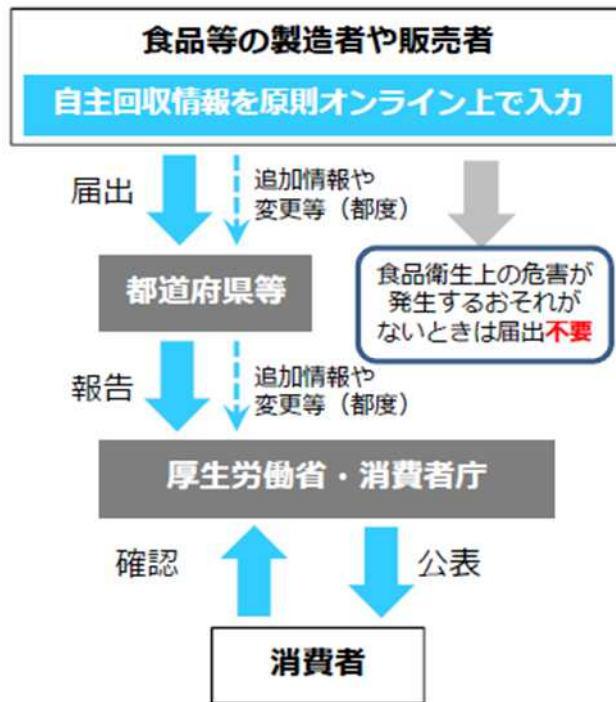 食品等の製造者や販売者
自主回収情報を原則オンライン上で入力
届出
追加情報や
変更等（都度）
都道府県等
食品衛生上の危害が
発生するおそれが
ないときは届出不要
報告
追加情報や
変更等（都度）
厚生労働省・消費者庁
確認
公表
消費者